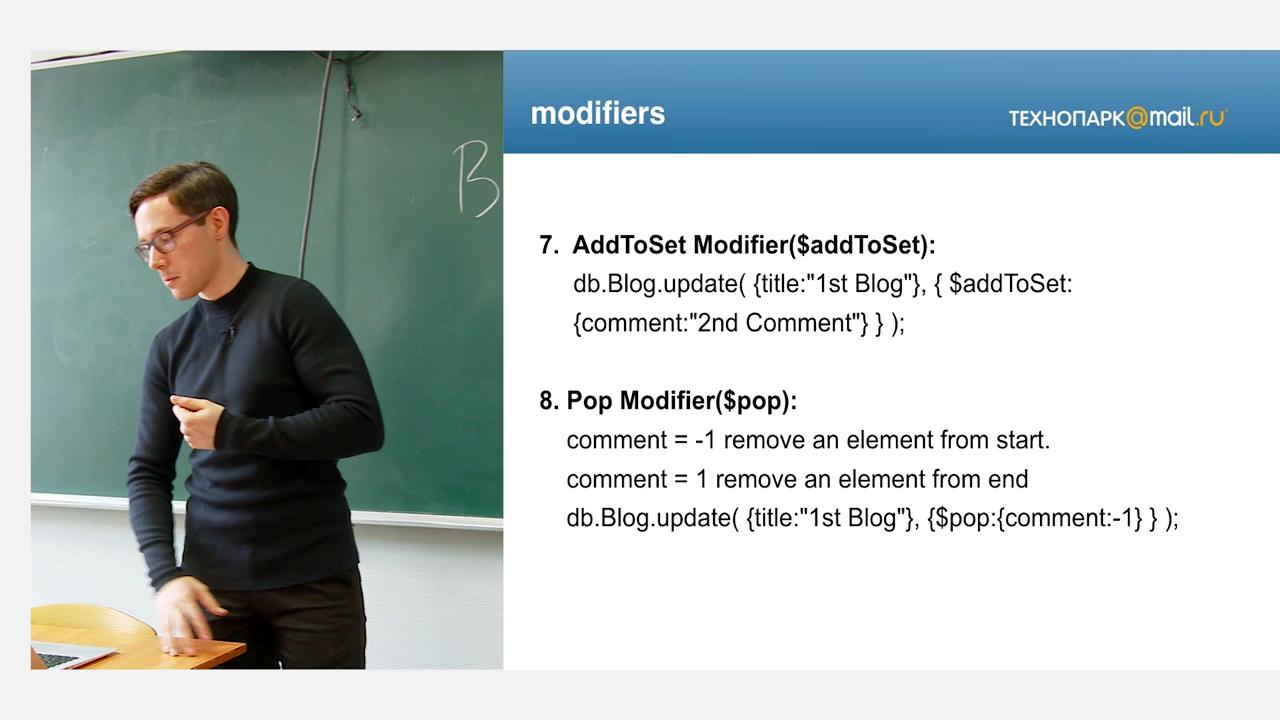 B
modifiers
ТЕХНОПАРК@mail.ru
7. AddToSet Modifier($addToSet):
db.Blog.update( {title:"1st Blog"}, { $addToSet:
{comment:"2nd Comment"} } );
8. Pop Modifier($pop):
comment = -1 remove an element from start.
comment = 1 remove an element from end
db.Blog.update( {title:"1st Blog"}, {$pop:{comment:-1} } );